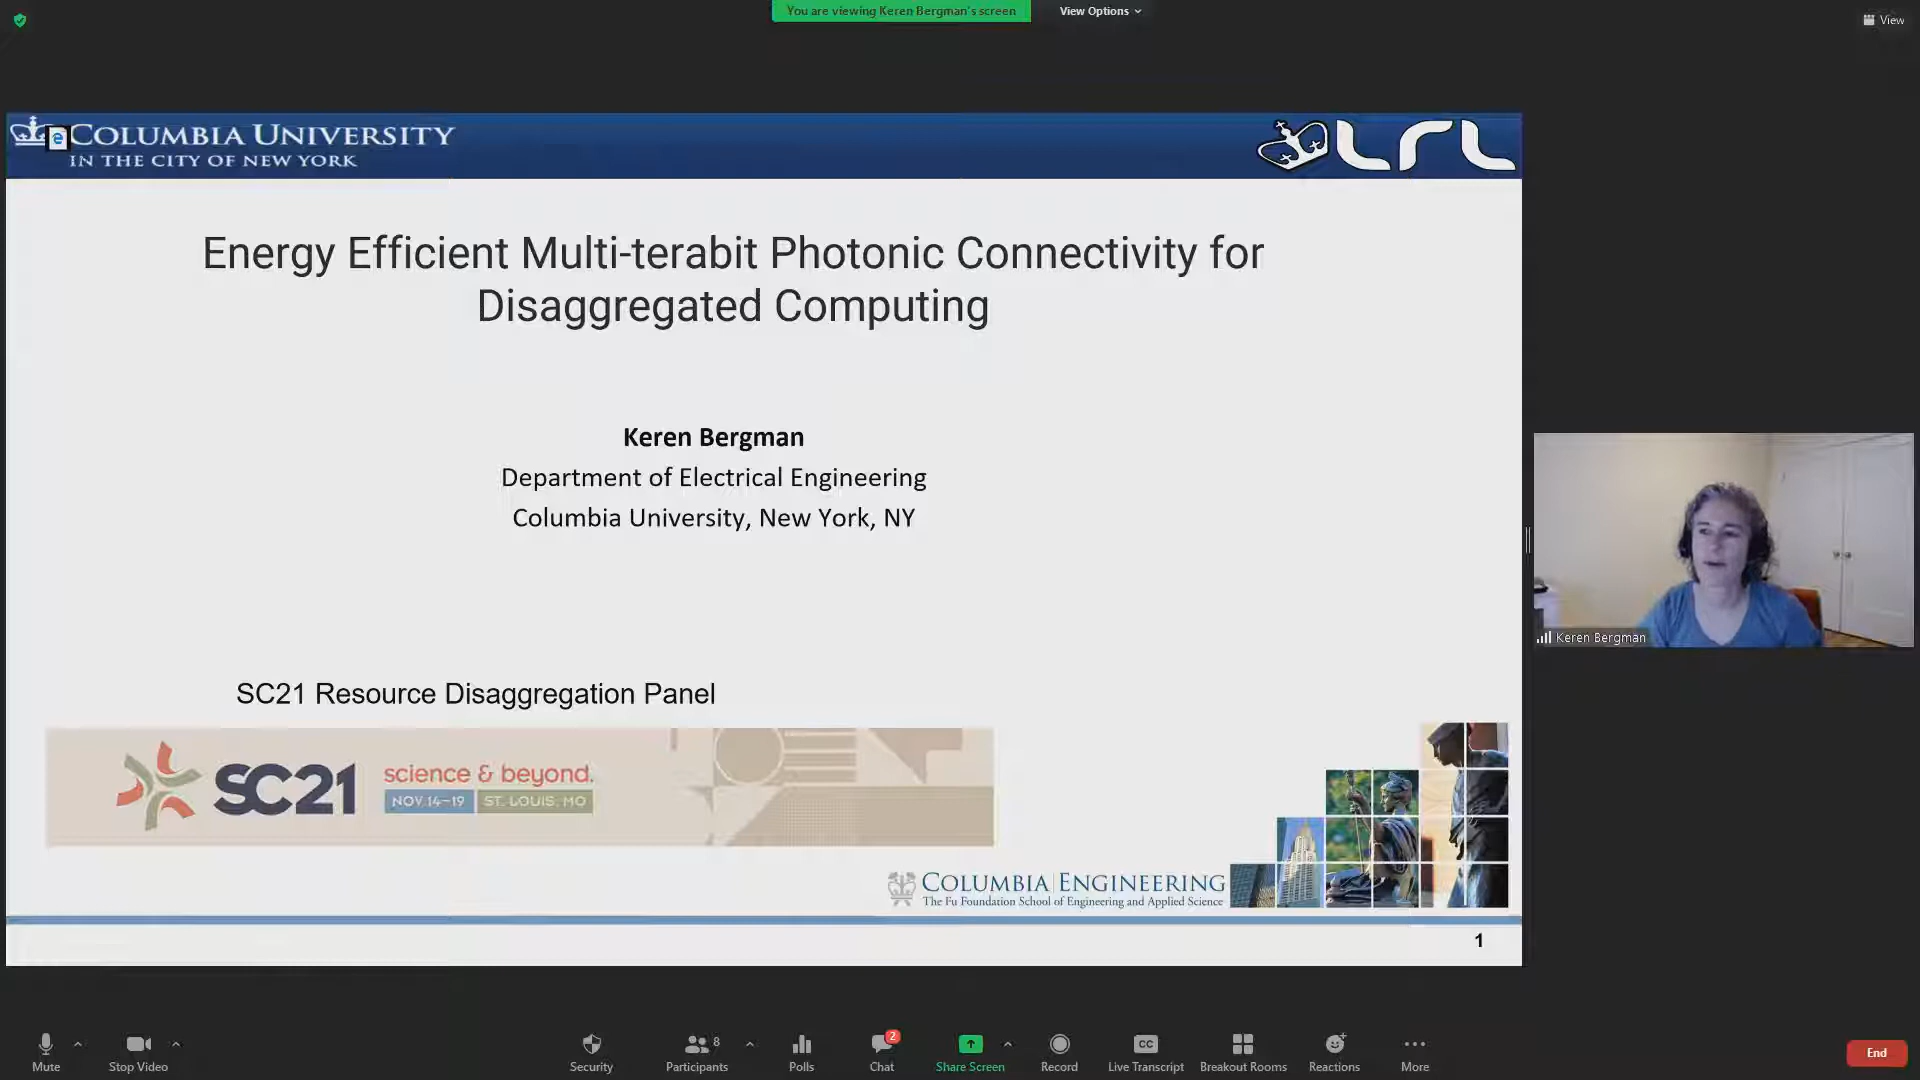 You are viewing Keren Bergman's screen
View Options
View
COLUMBIA UNIVERSITY
IN THE CITY OF NEW YORK
LRL
Energy Efficient Multi-terabit Photonic Connectivity for
Disaggregated Computing
Keren Bergman
Department of Electrical Engineering
Columbia University, New York, NY
Keren Bergman
SC21 Resource Disaggregation Panel
SC21
science & beyond.
NOV 14–19
ST. LOUIS, MO
COLUMBIA | ENGINEERING
The Fu Foundation School of Engineering and Applied Science
1
Mute
Stop Video
Security
8
Participants
Polls
2
Chat
Share Screen
Record
CC
Live Transcript
Breakout Rooms
Reactions
More
End